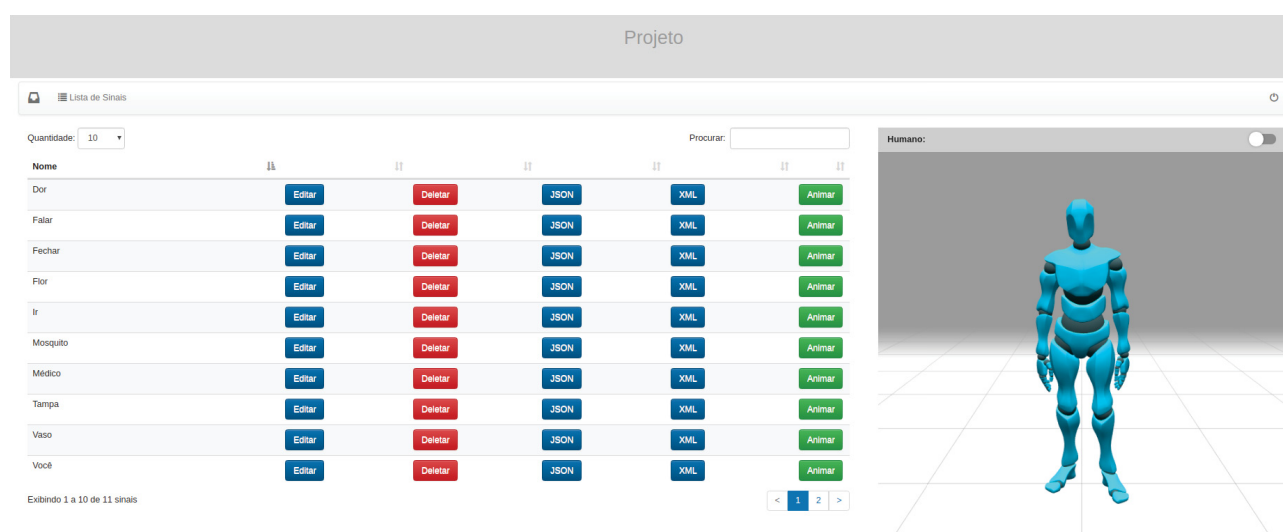 Projeto
Lista de Sinais
Quantidade: 10 Procurar:
Humano:
Nome
Dor Editar Deletar JSON XML Animar
Falar Editar Deletar JSON XML Animar
Fechar Editar Deletar JSON XML Animar
Flor Editar Deletar JSON XML Animar
Ir Editar Deletar JSON XML Animar
Mosquito Editar Deletar JSON XML Animar
Médico Editar Deletar JSON XML Animar
Tampa Editar Deletar JSON XML Animar
Vaso Editar Deletar JSON XML Animar
Você Editar Deletar JSON XML Animar
Exibindo 1 a 10 de 11 sinais < 1 2 >